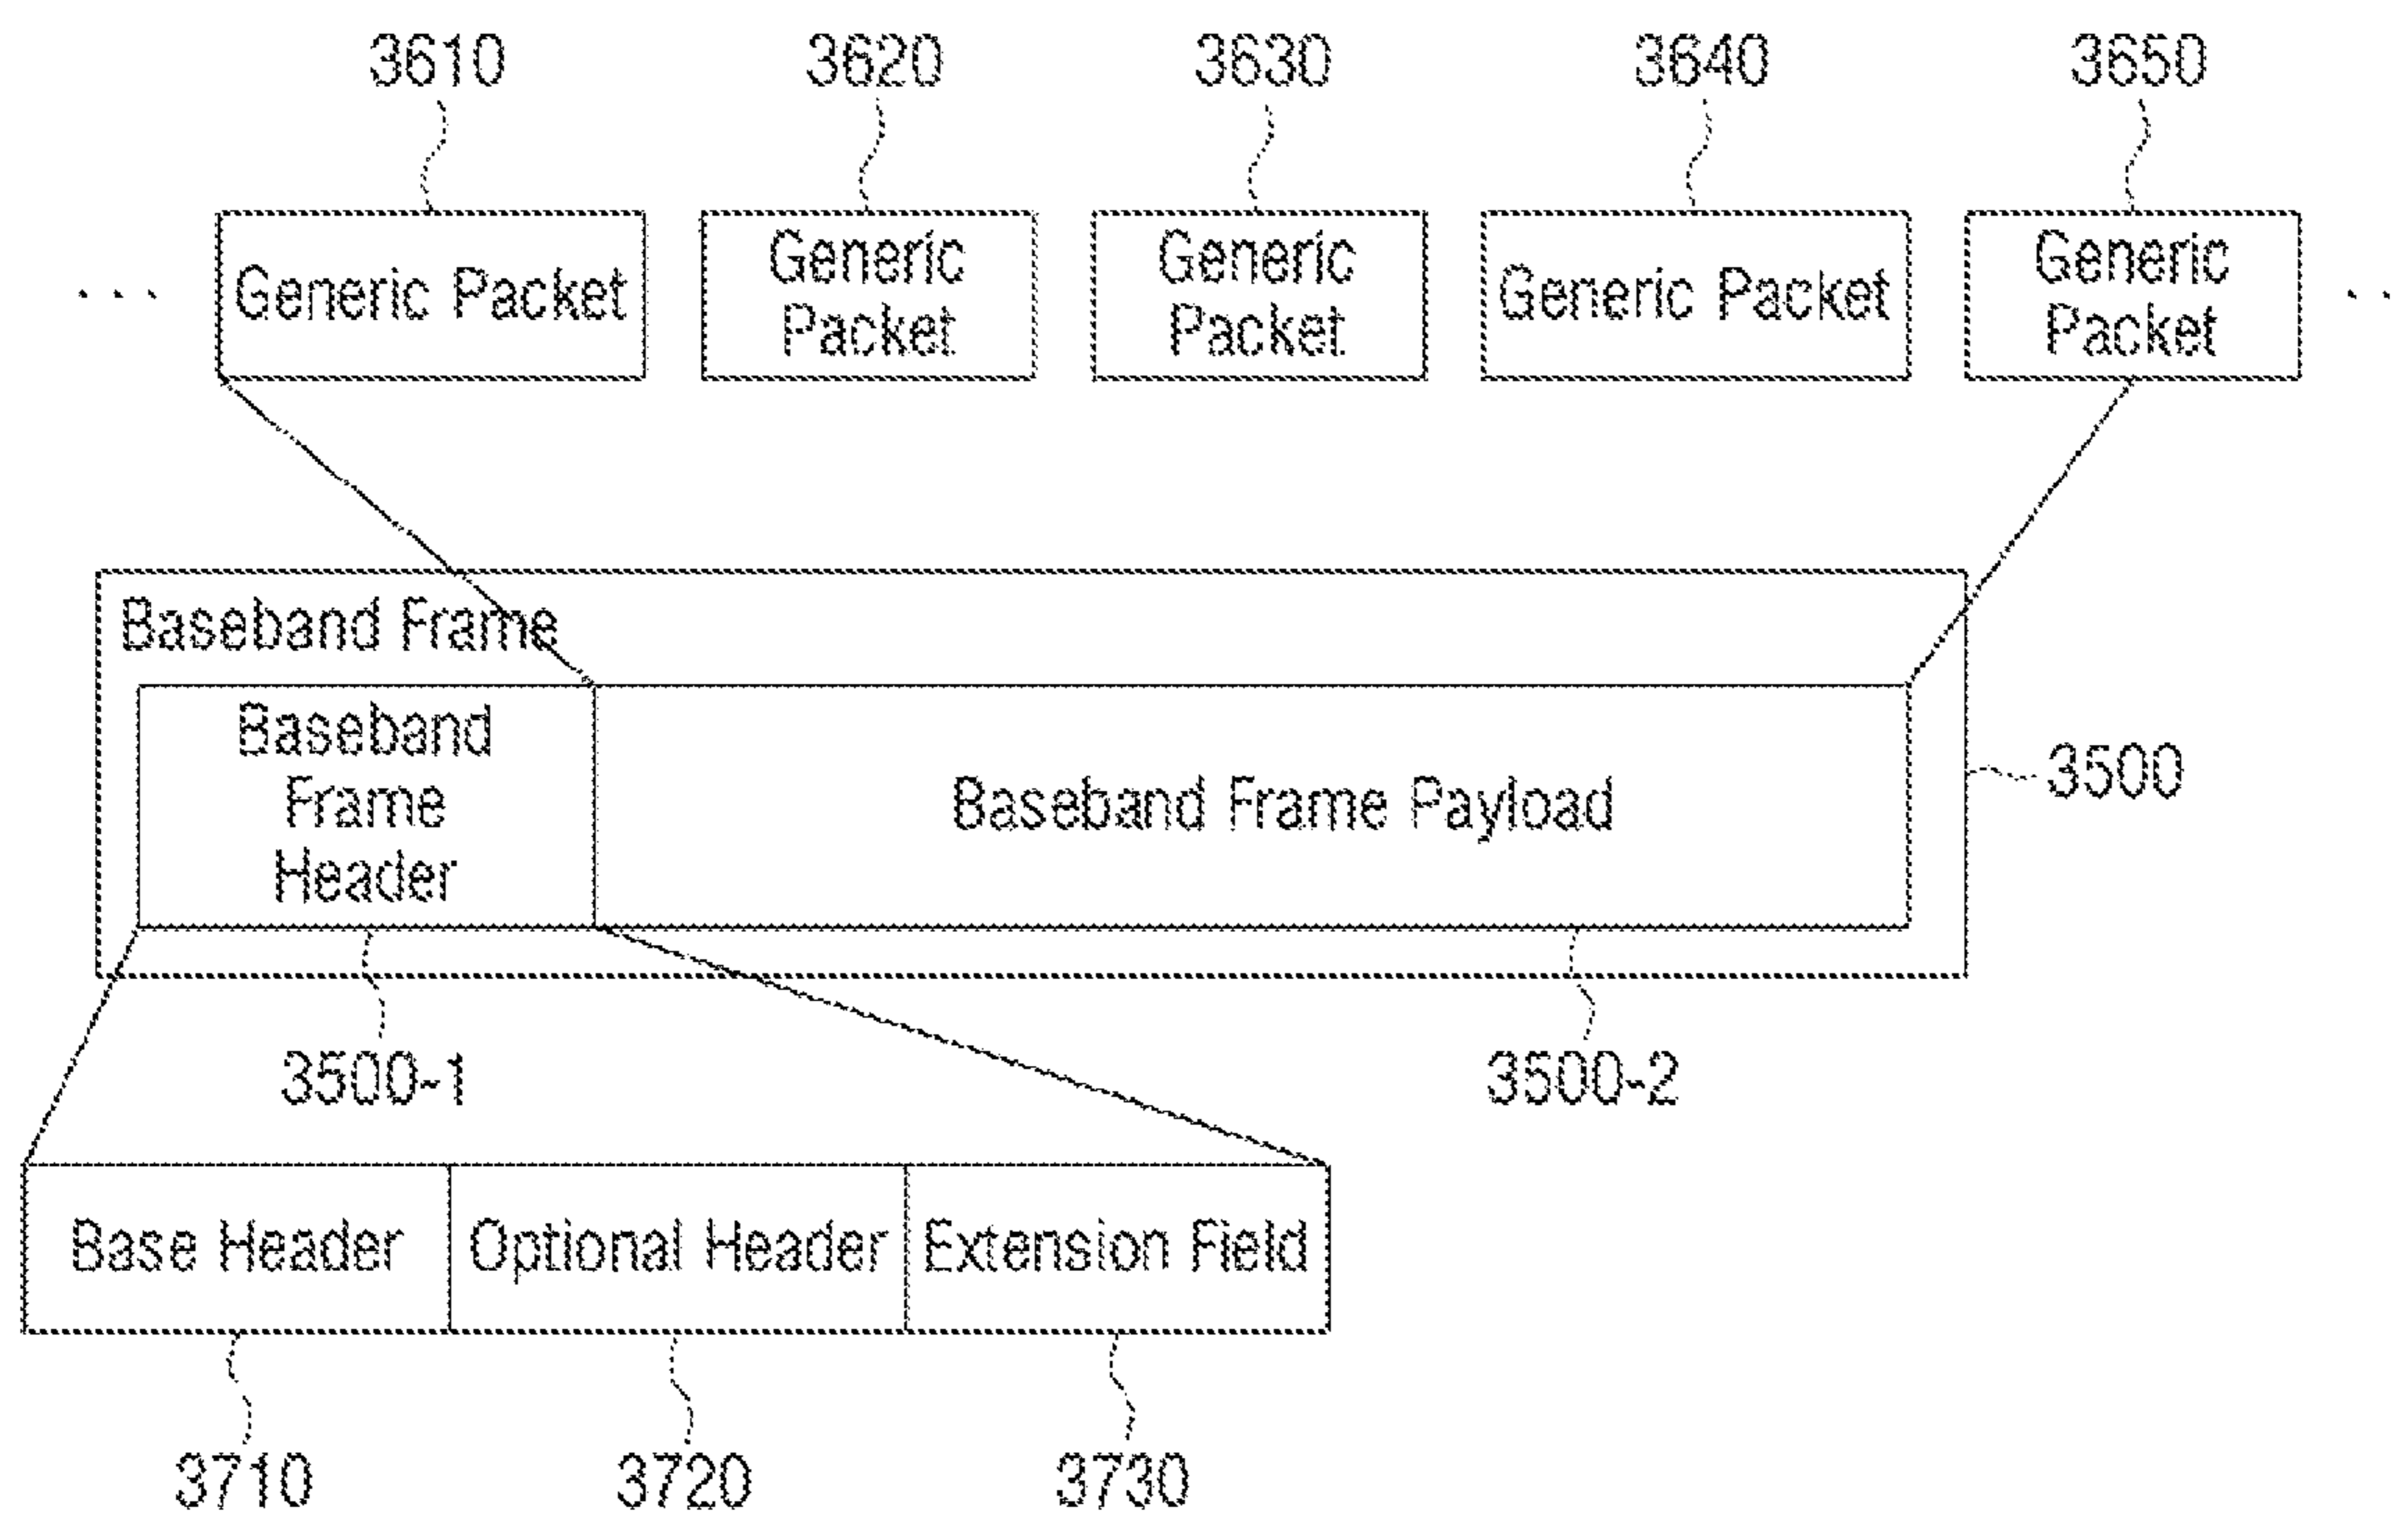 3610 3620 3630 3640 3650
... Generic Packet Generic Packet Generic Packet Generic Packet Generic Packet ..
Baseband Frame
Baseband
Frame
Header
Baseband Frame Payload
3500
3500-1 3500-2
Base Header Optional Header Extension Field
3710 3720 3730